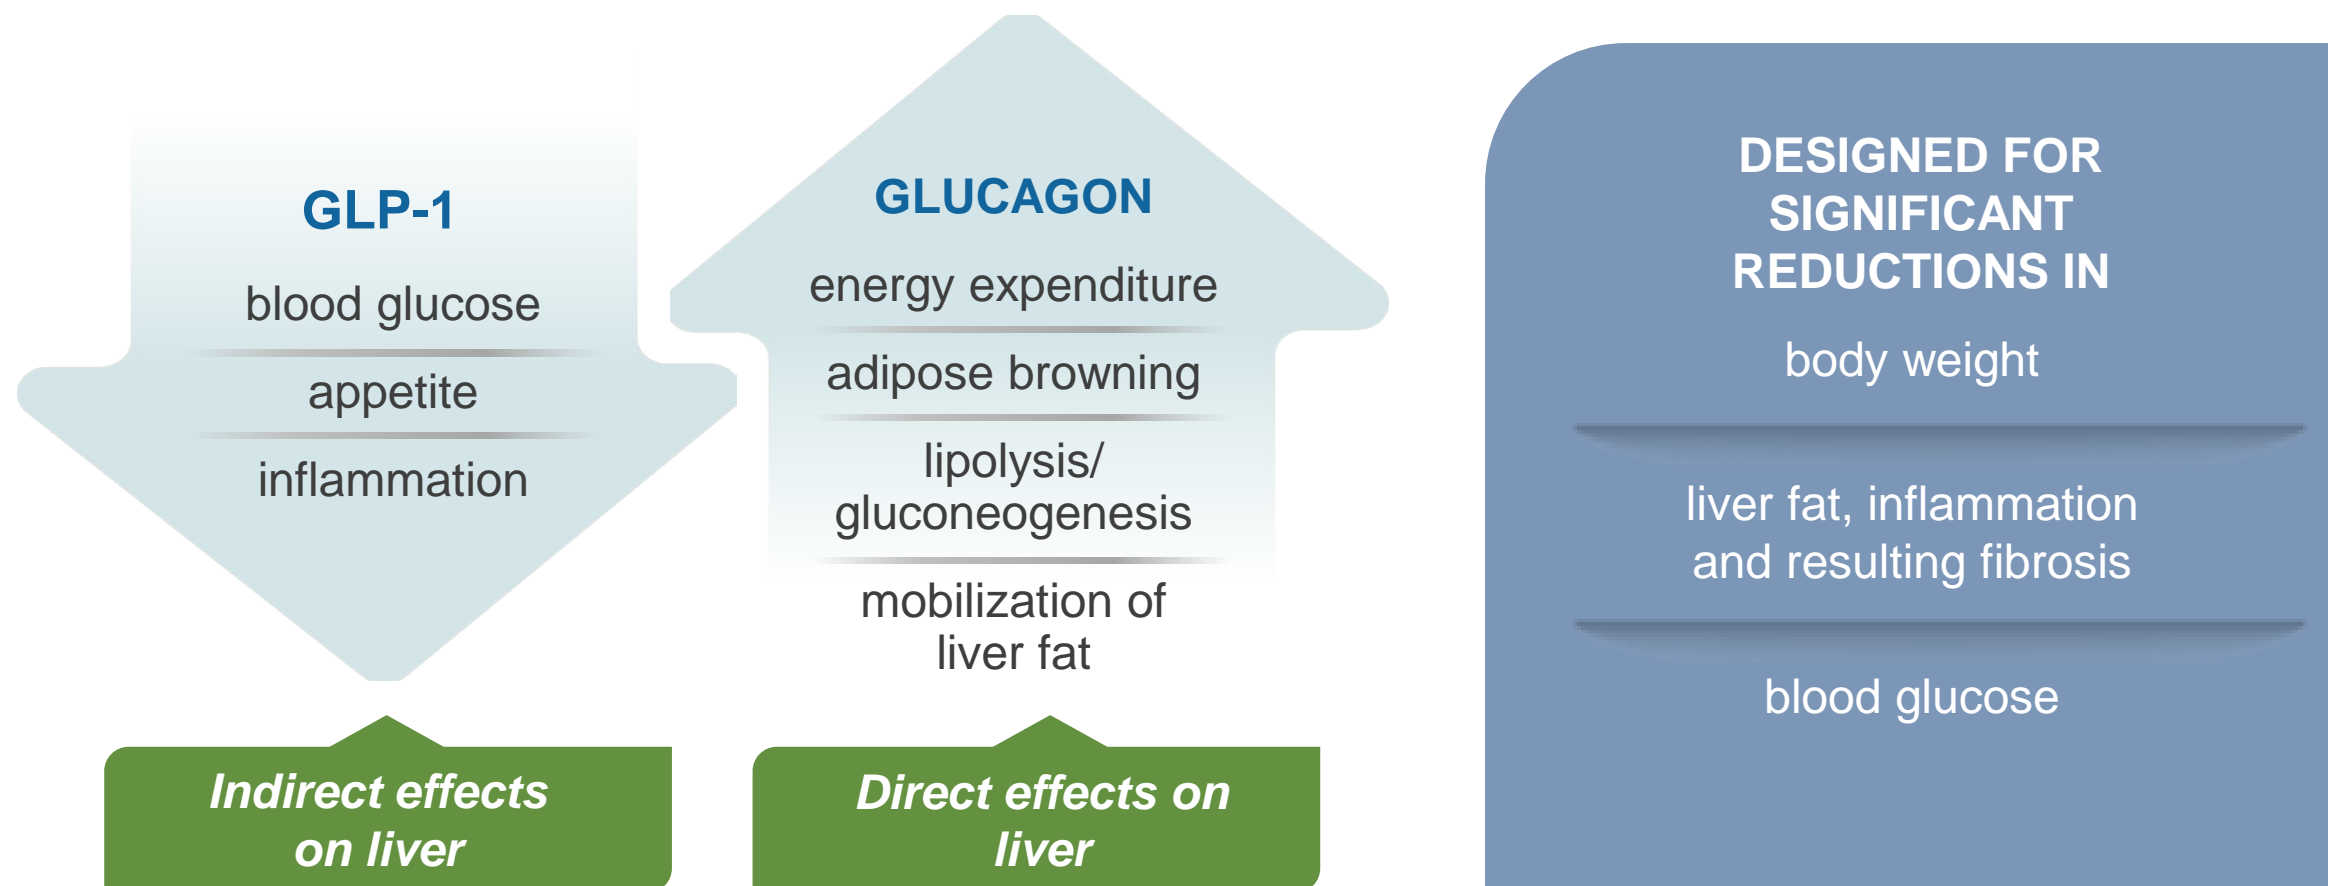 GLP-1
blood glucose
appetite
inflammation
Indirect effects
on liver
GLUCAGON
energy expenditure
adipose browning
lipolysis/
gluconeogenesis
mobilization of
liver fat
Direct effects on
liver
DESIGNED FOR
SIGNIFICANT
REDUCTIONS IN
body weight
liver fat, inflammation
and resulting fibrosis
blood glucose